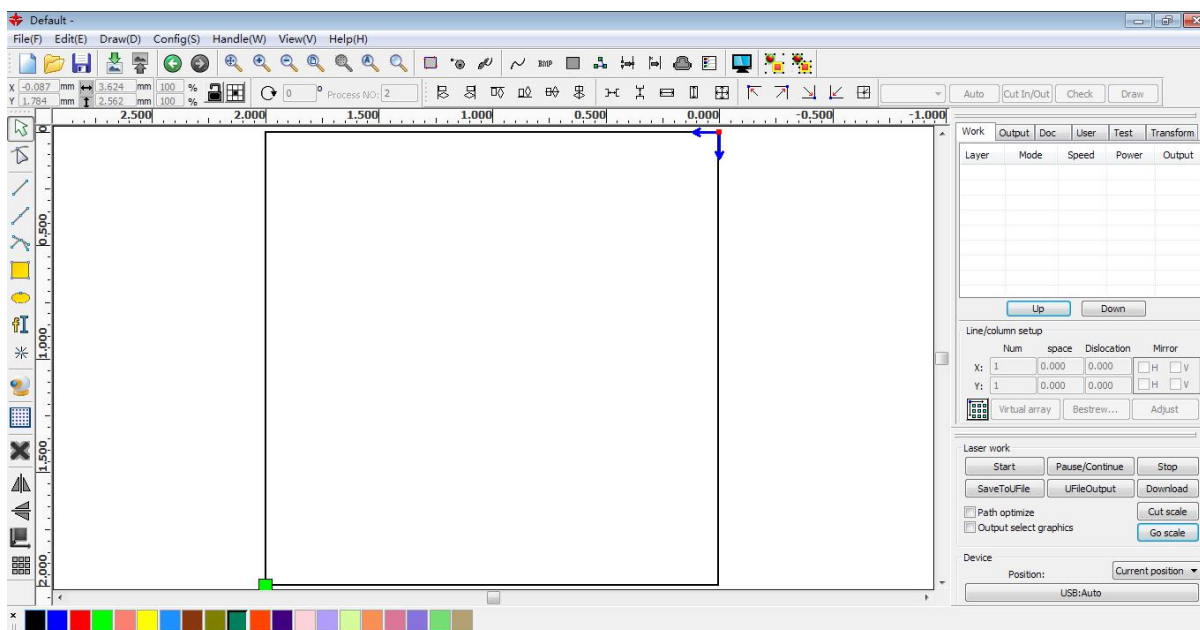 Default -
File(F) Edit(E) Draw(D) Config(S) Handle(W) View(V) Help(H)
BMP
X -0.087 mm 3.624 mm 100 %
Y 1.784 mm 2.562 mm 100 %
0 ° Process NO: 2
Auto Cut In/Out Check Draw
2.500 2.000 1.500 1.000 0.500 0.000 -0.500 -1.000
0
0.500
1.000
1.500
2.000
Work Output Doc User Test Transform
Layer Mode Speed Power Output
Up Down
Line/column setup
Num space Dislocation Mirror
X: 1 0.000 0.000 H V
Y: 1 0.000 0.000 H V
Virtual array Bestrew... Adjust
Laser work
Start Pause/Continue Stop
SaveToUFile UFileOutput Download
Path optimize Cut scale
Output select graphics Go scale
Device
Position: Current position
USB:Auto